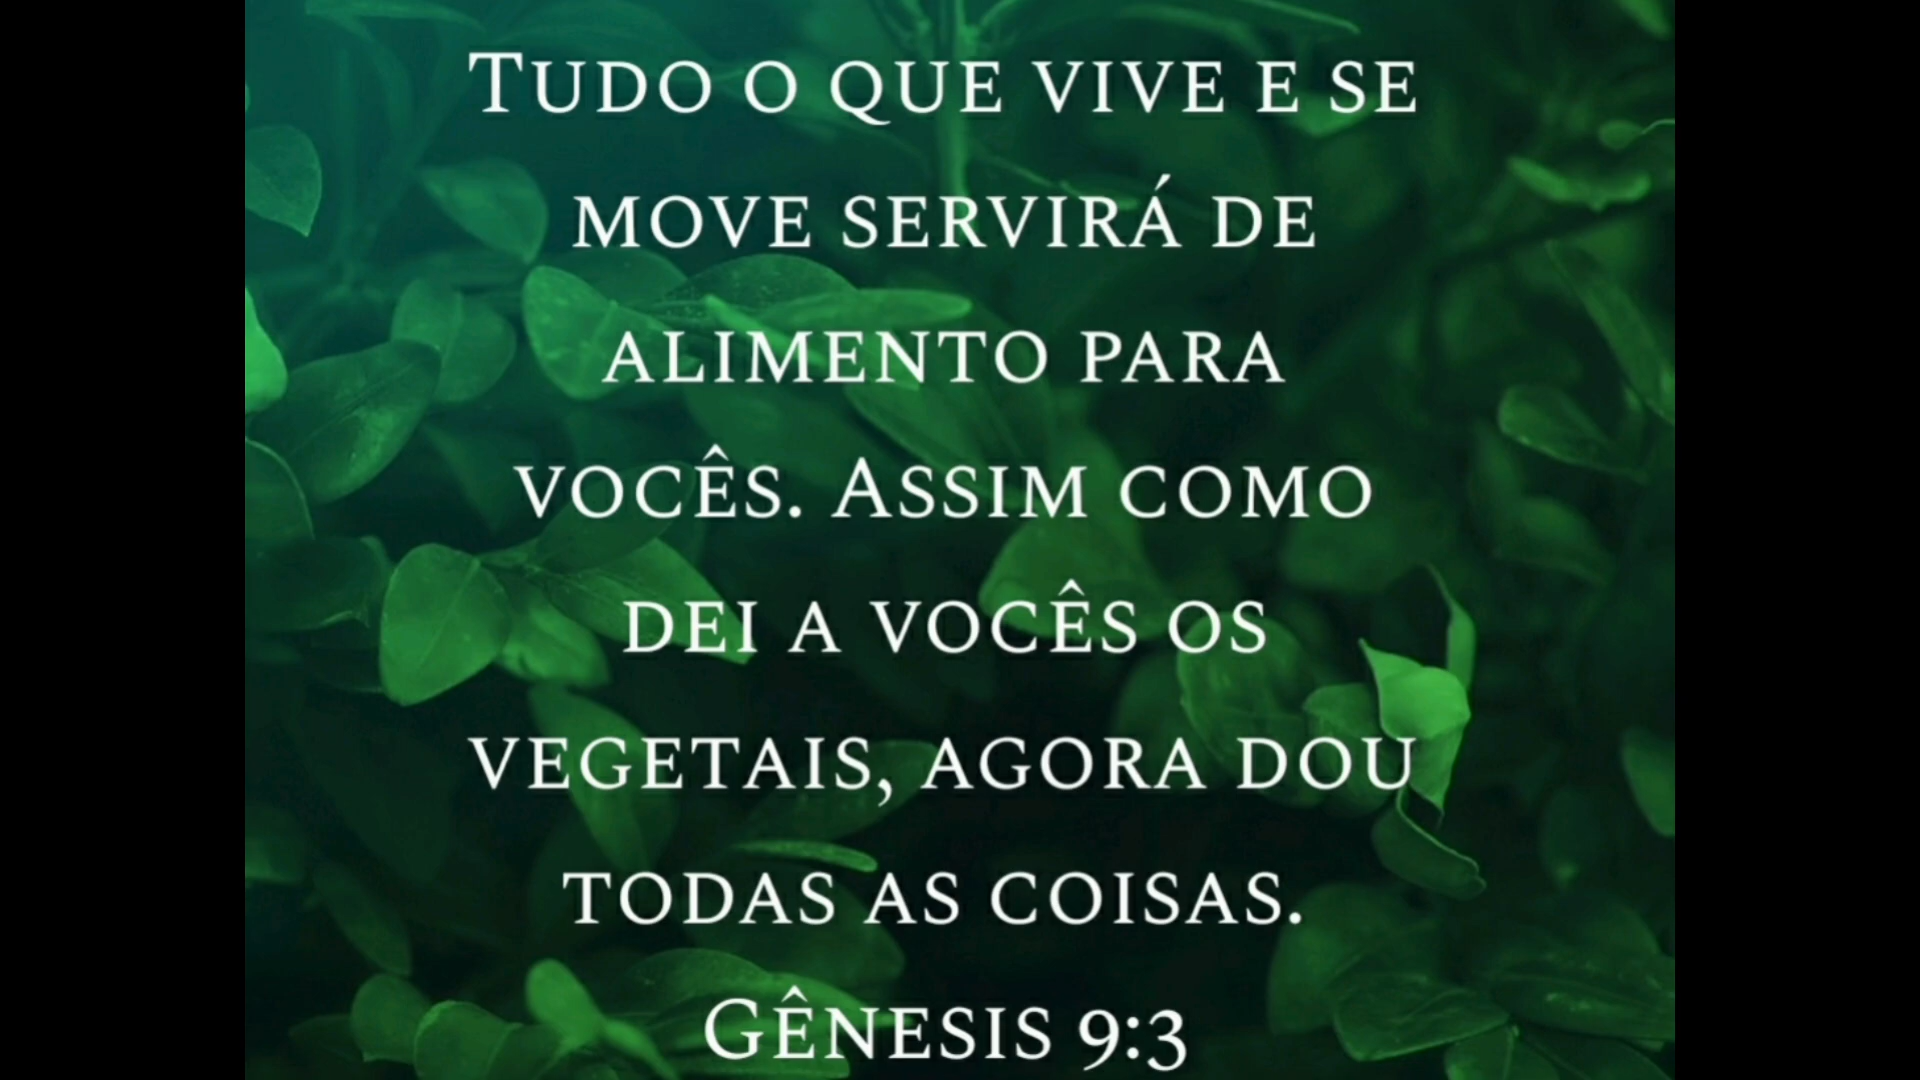 Tudo o que vive e se
move servirá de
alimento para
vocês. Assim como
dei a vocês os
vegetais, agora dou
todas as coisas.
Gênesis 9:3